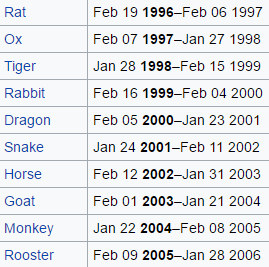 Rat Feb 19 1996–Feb 06 1997
Ox Feb 07 1997–Jan 27 1998
Tiger Jan 28 1998–Feb 15 1999
Rabbit Feb 16 1999–Feb 04 2000
Dragon Feb 05 2000–Jan 23 2001
Snake Jan 24 2001–Feb 11 2002
Horse Feb 12 2002–Jan 31 2003
Goat Feb 01 2003–Jan 21 2004
Monkey Jan 22 2004–Feb 08 2005
Rooster Feb 09 2005–Jan 28 2006